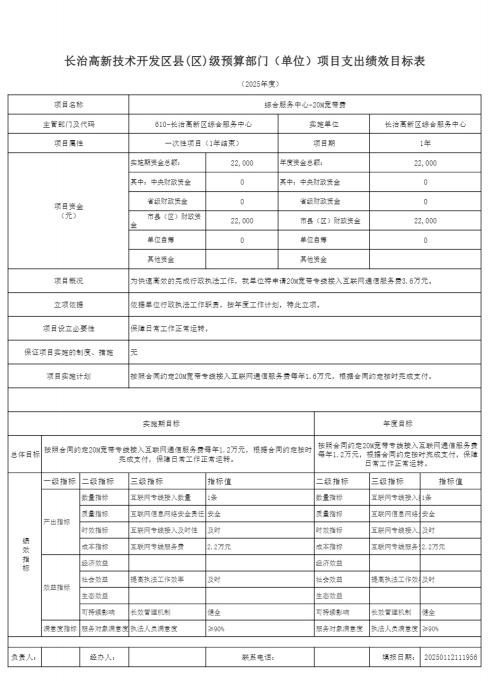 长治高新技术开发区县(区)级预算部门（单位）项目支出绩效目标表
（2025年度）
项目名称 综合服务中心-20M宽带费
主管部门及代码 610-长治高新区综合服务中心 实施单位 长治高新区综合服务中心
项目属性 一次性项目（1年结束） 项目期 1年
项目资金（元） 实施期资金总额: 22,000 年度资金总额: 22,000
其中: 中央财政资金 0 其中: 中央财政资金 0
省级财政资金 0 省级财政资金 0
市县（区）财政资金 22,000 市县（区）财政资金 22,000
单位自筹 0 单位自筹 0
其他资金 其他资金
项目概况 为快速高效的完成行政执法工作，我单位将申请20M宽带专线接入互联网通信服务费3.6万元。
立项依据 依据单位行政执法工作职责，按年度工作计划，特此立项。
项目设立必要性 保障日常工作正常运转。
保证项目实施的制度、措施 无
项目实施计划 按照合同约定20M宽带专线接入互联网通信服务费每年1.6万元，根据合同约定按时完成支付。
实施期目标 年度目标
总体目标 按照合同约定20M宽带专线接入互联网通信服务费每年1.2万元，根据合同约定按时完成支付，保障日常工作正常运转。 按照合同约定20M宽带专线接入互联网通信服务费每年1.2万元，根据合同约定按时完成支付，保障日常工作正常运转。
绩效指标 一级指标 二级指标 三级指标 指标值 二级指标 三级指标 指标值
产出指标 数量指标 互联网专线接入数量 1条 数量指标 互联网专线接入 1条
质量指标 互联网信息网络安全责任 安全 质量指标 互联网信息网络 安全
时效指标 互联网专线接入及时性 及时 时效指标 互联网专线接入 及时
成本指标 互联网专线服务费 2.2万元 成本指标 互联网专线服务 2.2万元
效益指标 经济效益 经济效益
社会效益 提高执法工作效率 及时 社会效益 提高执法工作效 及时
生态效益 生态效益
可持续影响 长效管理机制 健全 可持续影响 长效管理机制 健全
满意度指标 服务对象满意度 执法人员满意度 ≥90% 服务对象满意度 执法人员满意度 ≥90%
负责人: 经办人: 联系电话: 填报日期: 20250112111956